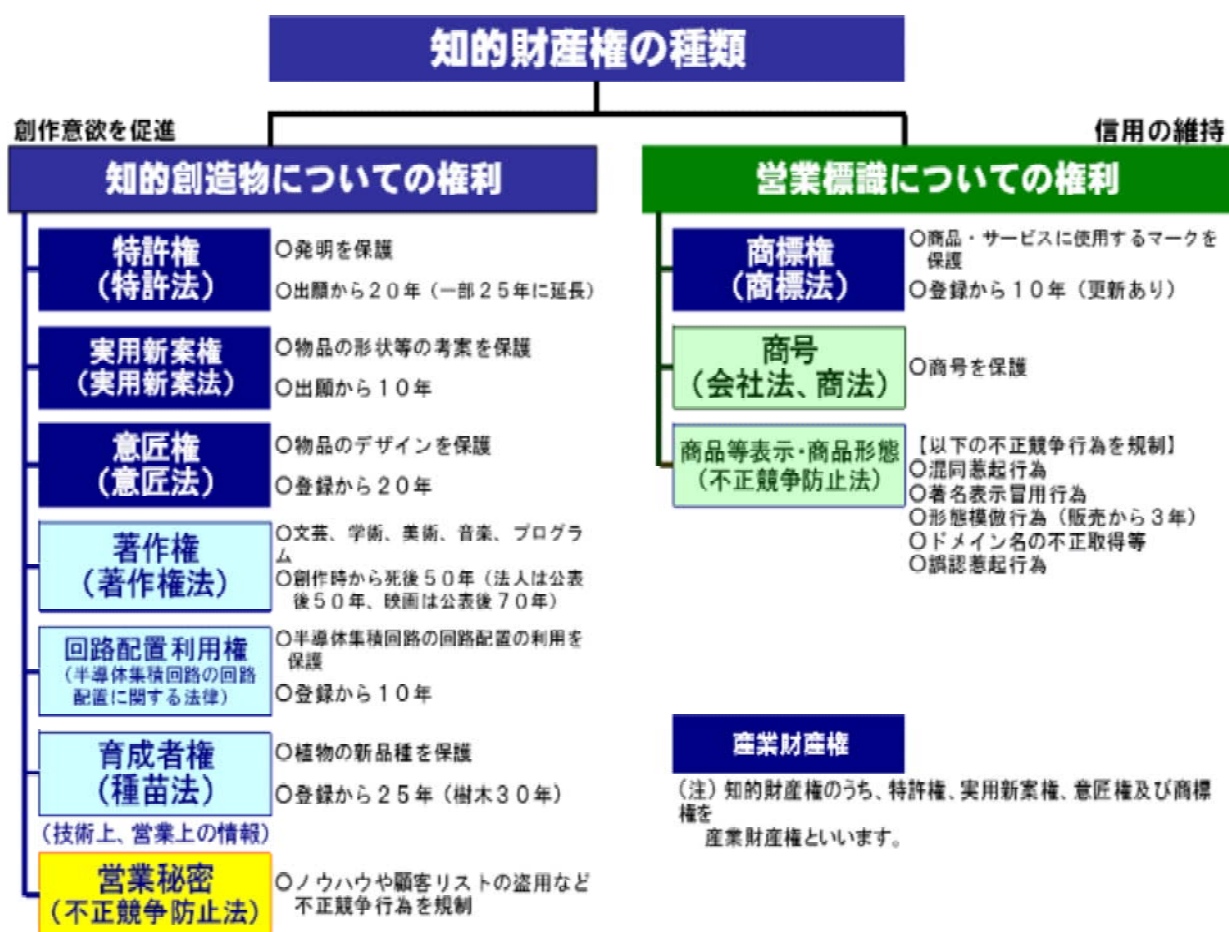 知的財産権の種類
創作意欲を促進
知的創造物についての権利
特許権
(特許法)
○発明を保護
○出願から20年(一部25年に延長)
実用新案権
(実用新案法)
○物品の形状等の考案を保護
○出願から10年
意匠権
(意匠法)
○物品のデザインを保護
○登録から20年
著作権
(著作権法)
○文芸、学術、美術、音楽、プログラ
ム
○創作時から死後50年(法人は公表
後50年、映画は公表後70年)
回路配置利用権
(半導体集積回路の回路
配置に関する法律)
○半導体集積回路の回路配置の利用を
保護
○登録から10年
育成者権
(種苗法)
○植物の新品種を保護
○登録から25年(樹木30年)
(技術上、営業上の情報)
営業秘密
(不正競争防止法)
○ノウハウや顧客リストの盗用など
不正競争行為を規制
信用の維持
営業標識についての権利
商標権
(商標法)
○商品・サービスに使用するマークを
保護
○登録から10年(更新あり)
商号
(会社法、商法)
○商号を保護
商品等表示・商品形態
(不正競争防止法)
【以下の不正競争行為を規制】
○混同惹起行為
○著名表示冒用行為
○形態模倣行為(販売から3年)
○ドメイン名の不正取得等
○誤認惹起行為
産業財産権
(注)知的財産権のうち、特許権、実用新案権、意匠権及び商標
権を
産業財産権といいます。